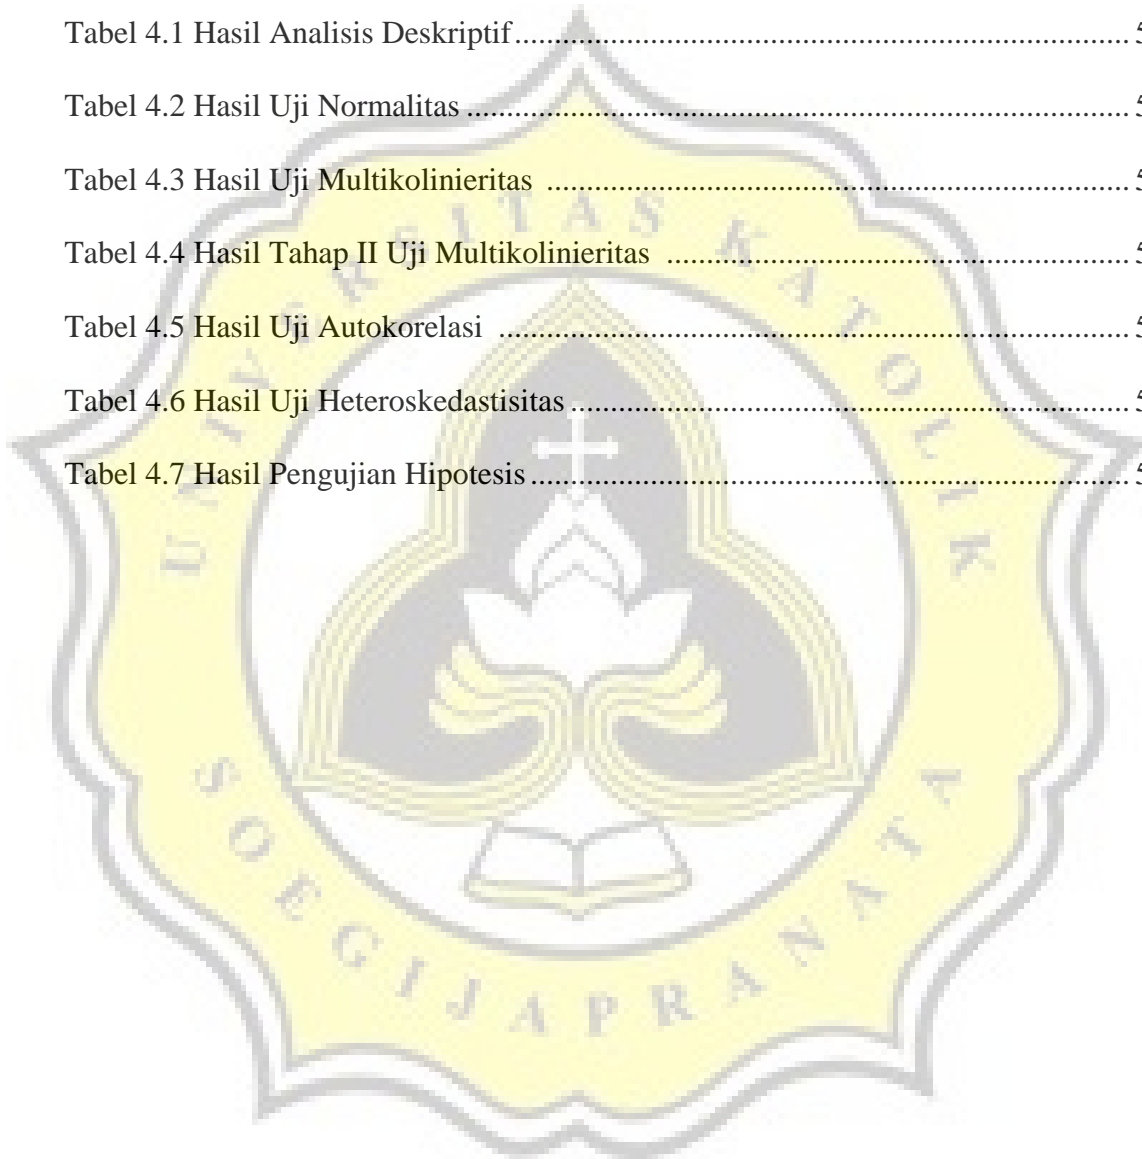 Tabel 4.1 Hasil Analisis Deskriptif.......................................................................................... 5
Tabel 4.2 Hasil Uji Normalitas .................................................................................................. 5
Tabel 4.3 Hasil Uji Multikolinieritas ...................................................................................... 5
Tabel 4.4 Hasil Tahap II Uji Multikolinieritas .................................................................... 5
Tabel 4.5 Hasil Uji Autokorelasi ............................................................................................. 5
Tabel 4.6 Hasil Uji Heteroskedastisitas................................................................................... 5
Tabel 4.7 Hasil Pengujian Hipotesis......................................................................................... 5
UNIVERSITAS KATOLIK
SOEGIJAPRANATA